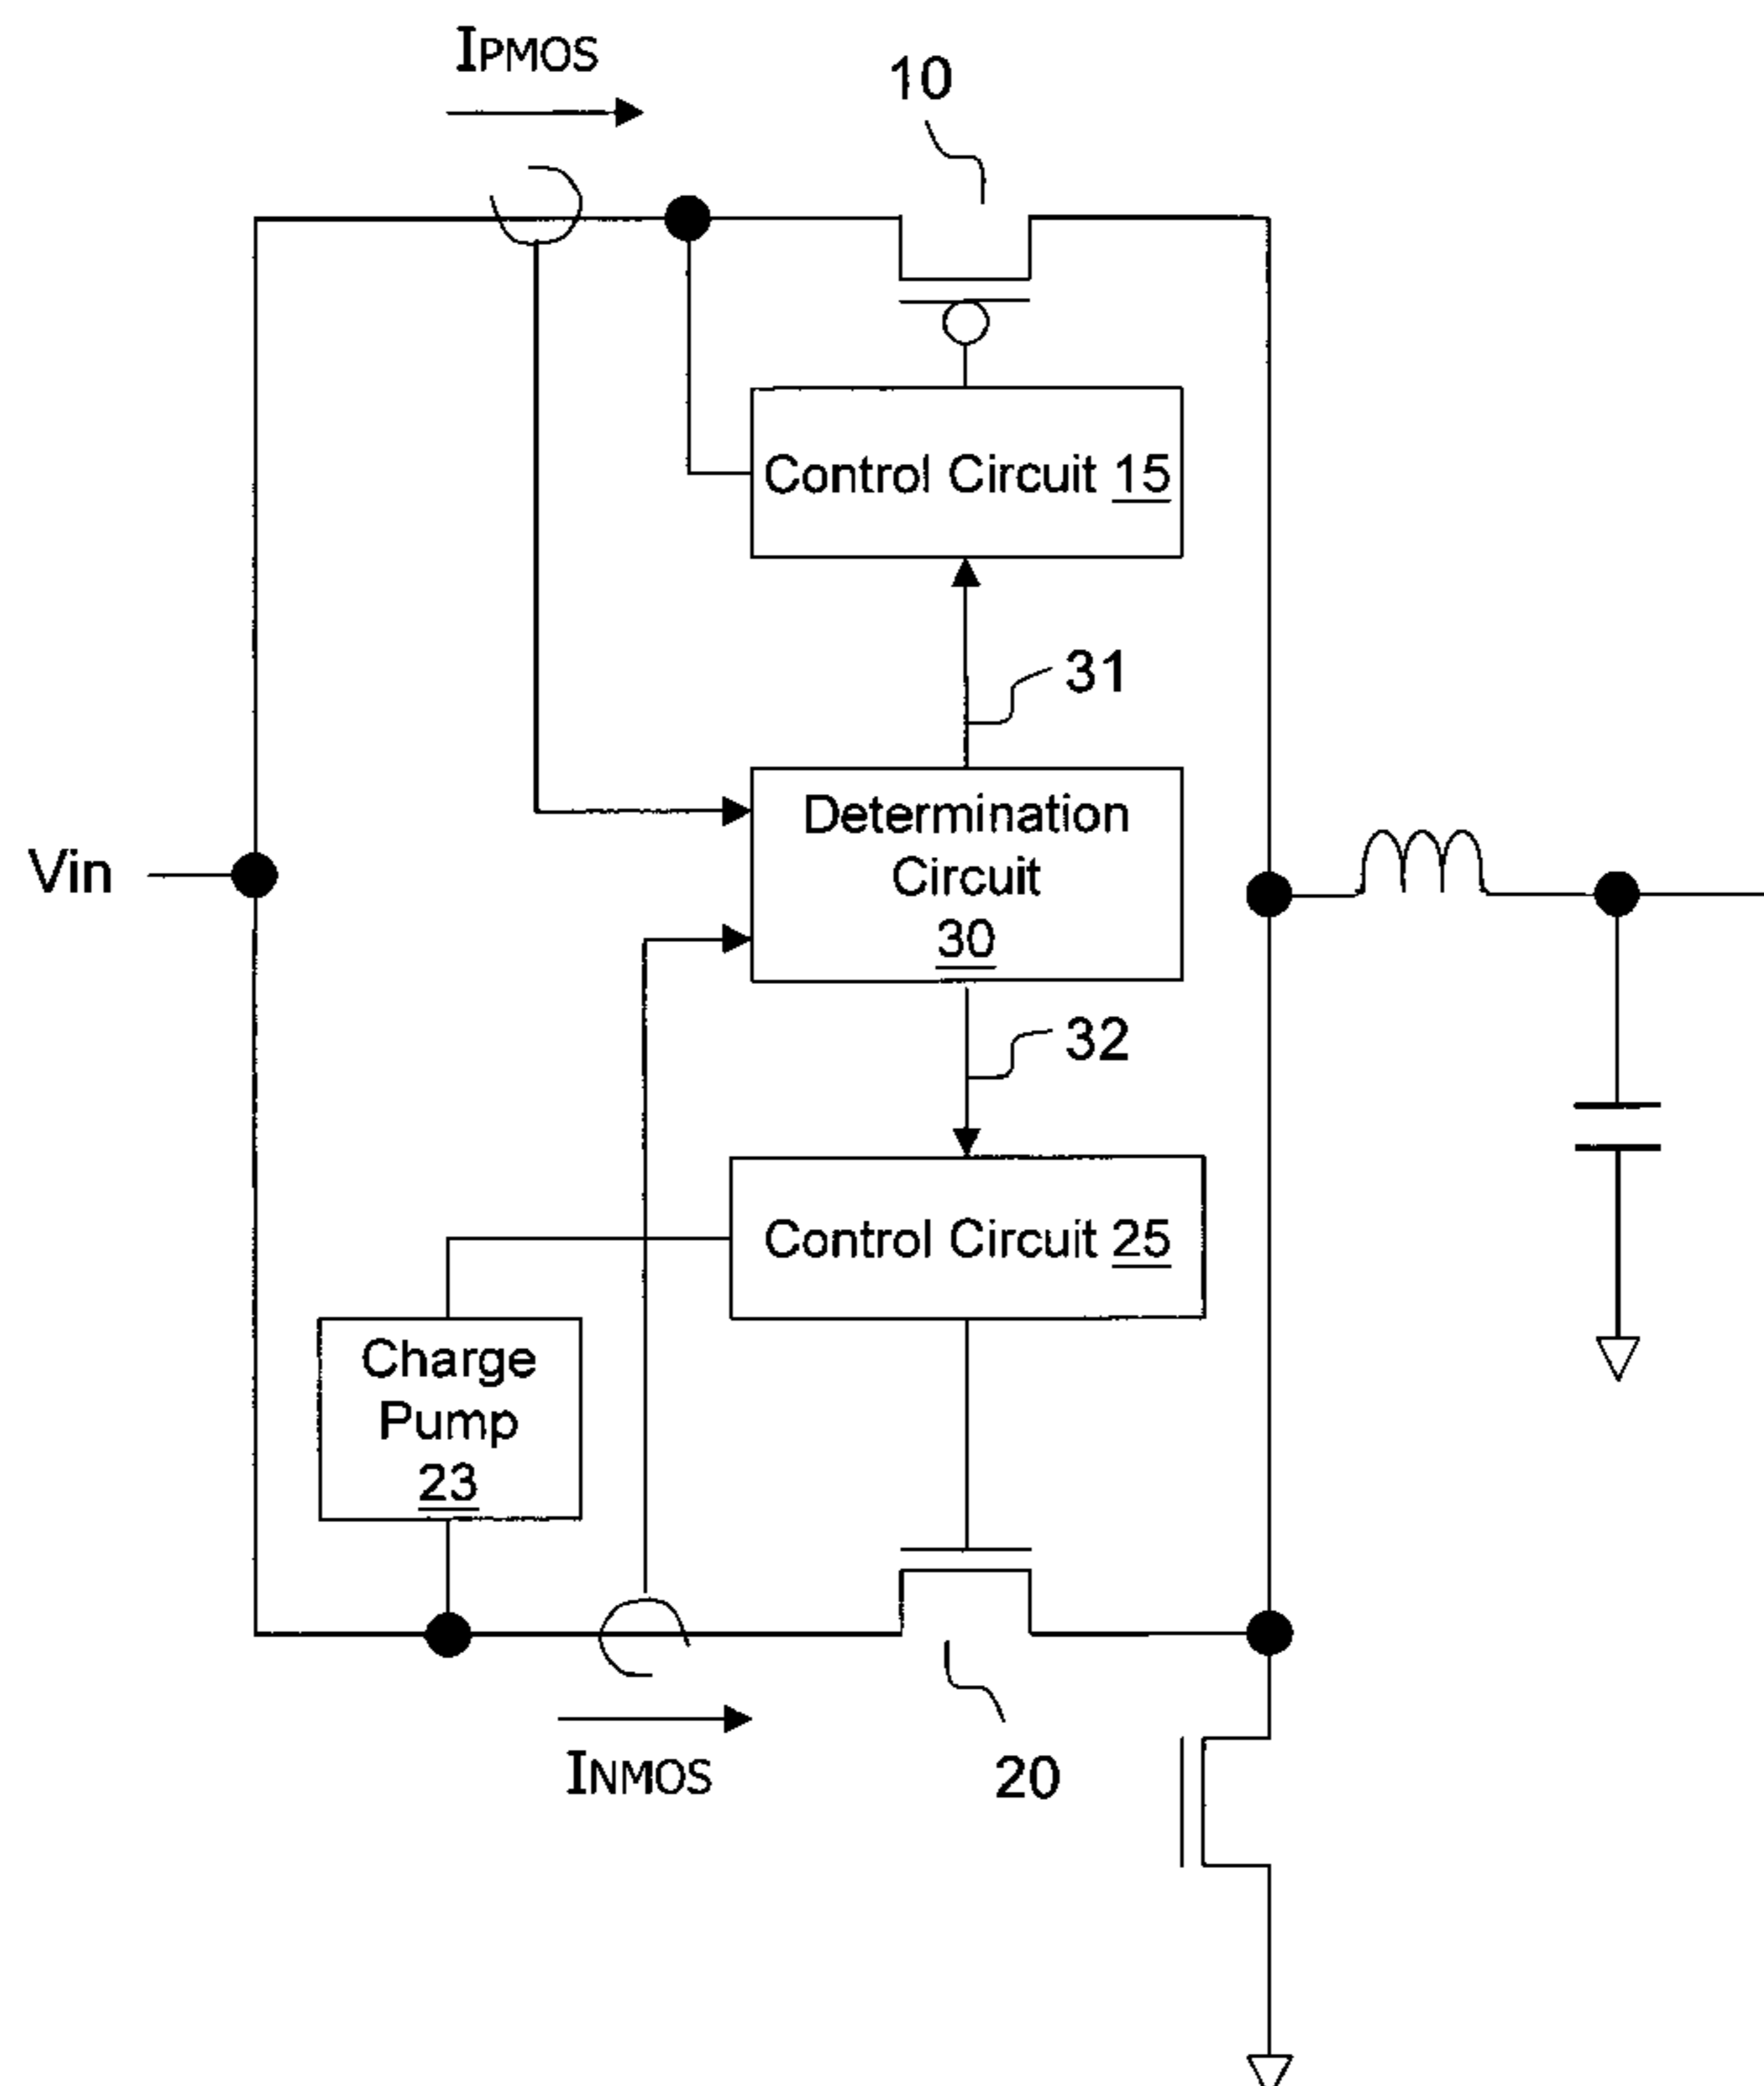 IPMOS
10
Control Circuit 15
31
Determination
Circuit
30
Vin
32
Control Circuit 25
Charge
Pump
23
INMOS
20